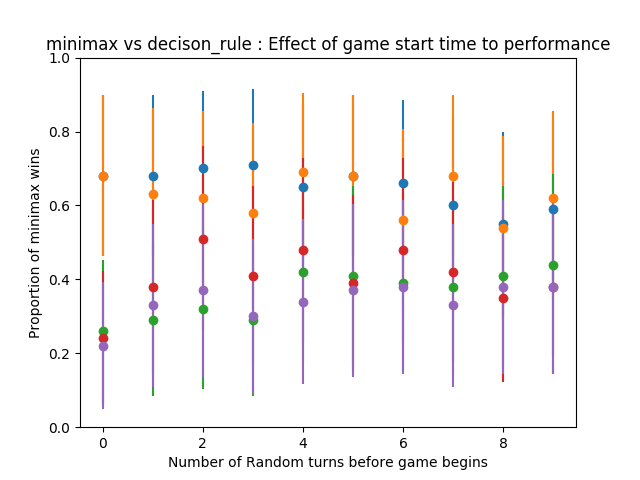 minimax vs decison_rule : Effect of game start time to performance
1.0
0.8
0.6
0.4
0.2
0.0
Proportion of minimax wins
0 2 4 6 8
Number of Random turns before game begins